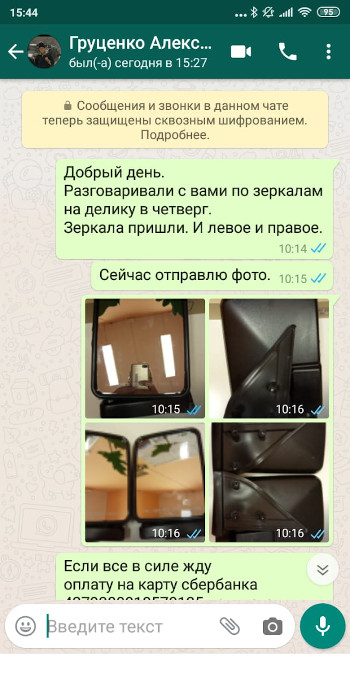 15:44
95
Груценко Алекс...
был(-а) сегодня в 15:27
Сообщения и звонки в данном чате
теперь защищены сквозным шифрованием.
Подробнее.
Добрый день.
Разговаривали с вами по зеркалам
на делику в четверг.
Зеркала пришли. И левое и правое.
10:14
Сейчас отправлю фото. 10:15
10:15 10:16
10:16 10:16
Если все в силе жду
оплату на карту сбербанка
Введите текст